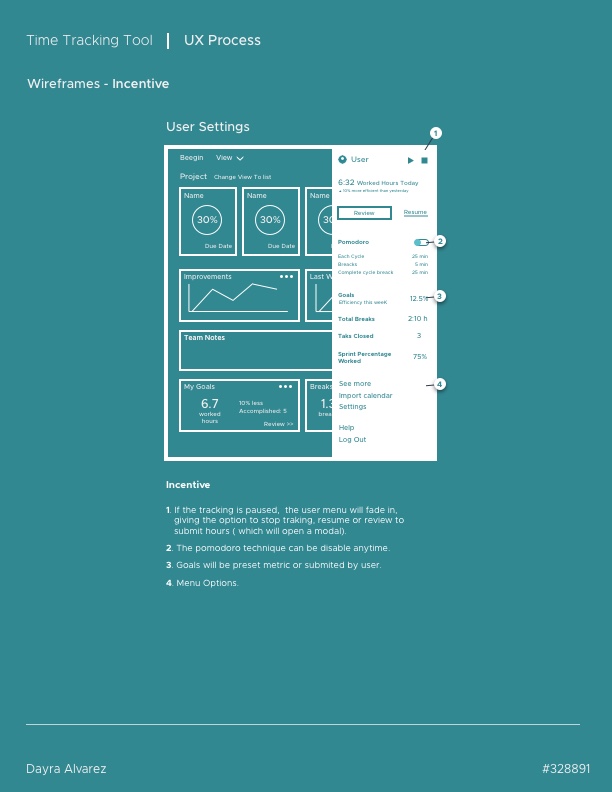 Time Tracking Tool | UX Process
Wireframes - Incentive
User Settings
1
Beegin View
Project Change View To list
Name
30%
Due Date
Name
30%
Due Date
30
Improvements
Last W
Team Notes
My Goals
6.7
worked
hours
10% less
Accomplished: 5
Review >>
Breaks
1.3
brea
User
6:32 Worked Hours Today
10% more efficient than yesterday
Review Resume
Pomodoro
2
Each Cycle 25 min
Breacks 5 min
Complete cycle breack 25 min
Goals
Efficiency this weeK 12.5%
3
Total Breaks 2:10 h
Taks Closed 3
Sprint Percentage
Worked 75%
See more
4
Import calendar
Settings
Help
Log Out
Incentive
1. If the tracking is paused, the user menu will fade in,
giving the option to stop traking, resume or review to
submit hours ( which will open a modal).
2. The pomodoro technique can be disable anytime.
3. Goals will be preset metric or submited by user.
4. Menu Options.
Dayra Alvarez
#328891